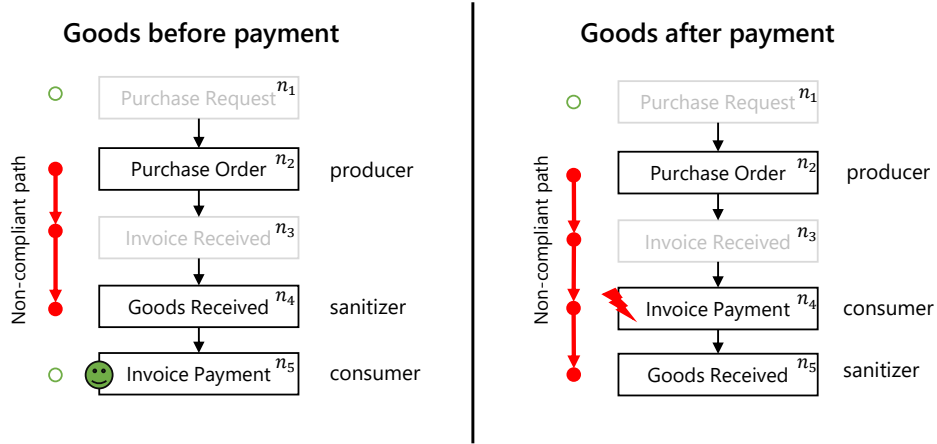 Goods before payment
Non-compliant path
Purchase Request n1
Purchase Order n2
producer
Invoice Received n3
Goods Received n4
sanitizer
Invoice Payment n5
consumer
Goods after payment
Non-compliant path
Purchase Request n1
Purchase Order n2
producer
Invoice Received n3
Invoice Payment n4
consumer
Goods Received n5
sanitizer